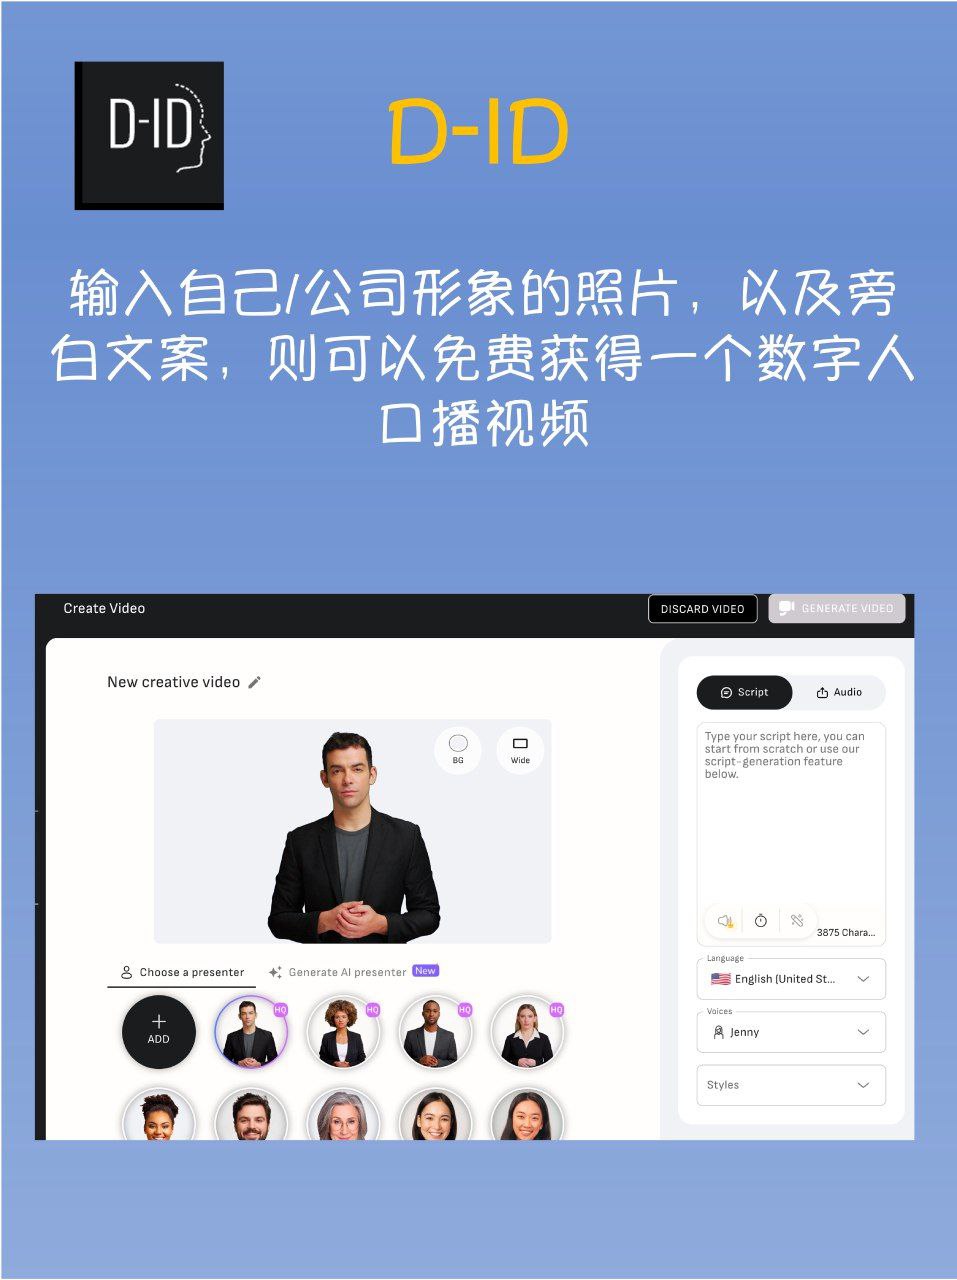 D-ID
D-ID
输入自己/公司形象的照片，以及旁
白文案，则可以免费获得一个数字人
口播视频
Create Video
DISCARD VIDEO
GENERATE VIDEO
New creative video
BG
Wide
Script
Audio
Type your script here, you can
start from scratch or use our
script-generation feature
below.
3875 Chara...
Choose a presenter
Generate AI presenter
New
ADD
HQ
HQ
HQ
HQ
Language
English (United St...
Voices
Jenny
Styles